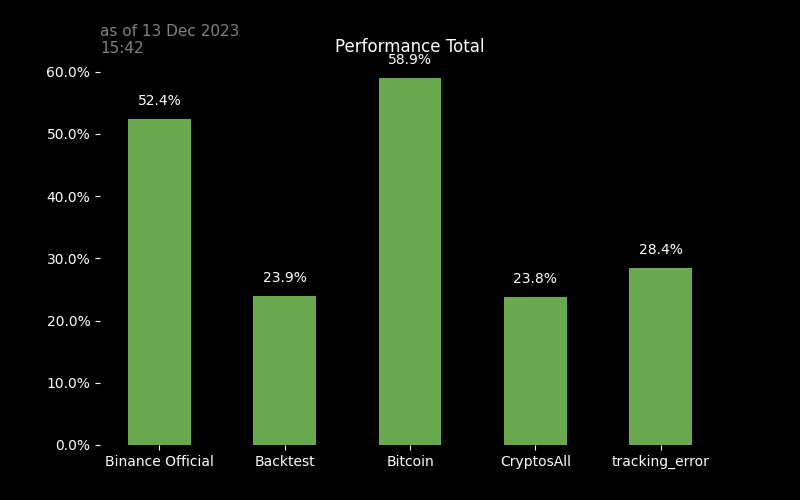 as of 13 Dec 2023
15:42
Performance Total
60.0%
50.0%
40.0%
30.0%
20.0%
10.0%
0.0%
52.4%
23.9%
58.9%
23.8%
28.4%
Binance Official
Backtest
Bitcoin
CryptosAll
tracking_error